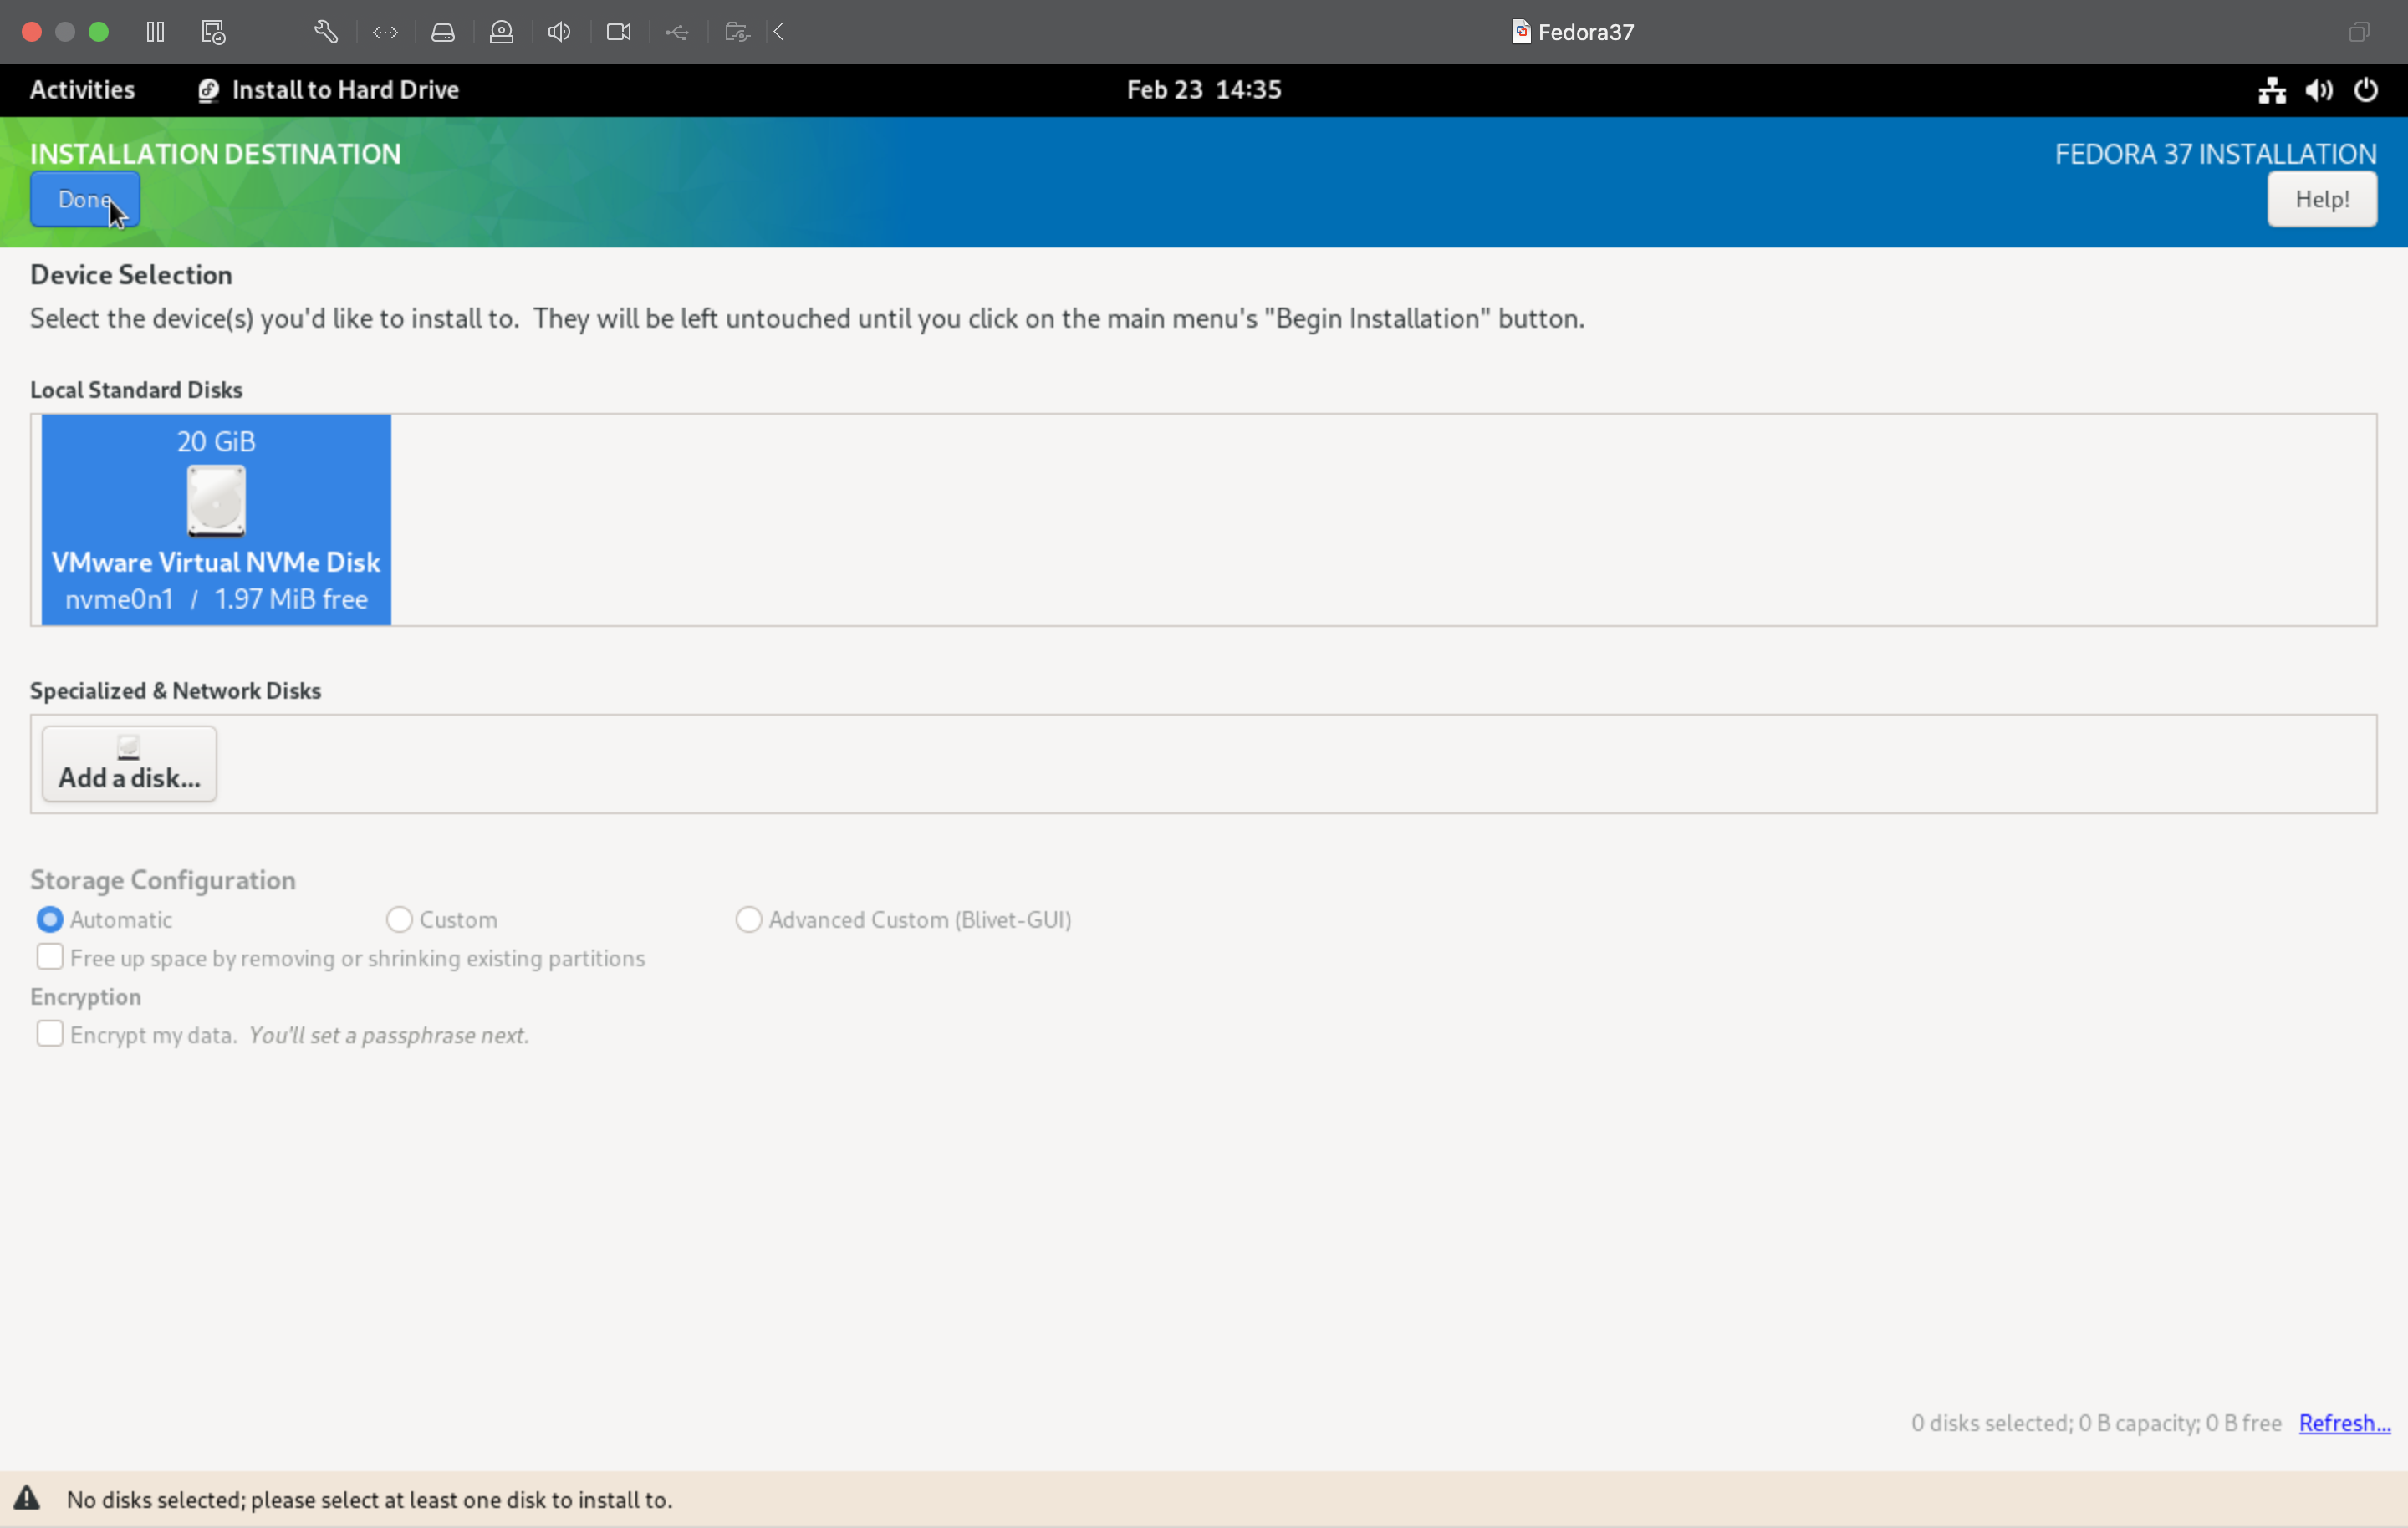 Fedora37
Activities
Install to Hard Drive
Feb 23 14:35
INSTALLATION DESTINATION
FEDORA 37 INSTALLATION
Done
Help!
Device Selection
Select the device(s) you'd like to install to. They will be left untouched until you click on the main menu's "Begin Installation" button.
Local Standard Disks
20 GiB
VMware Virtual NVMe Disk
nvme0n1 / 1.97 MiB free
Specialized & Network Disks
Add a disk...
Storage Configuration
Automatic
Custom
Advanced Custom (Blivet-GUI)
Free up space by removing or shrinking existing partitions
Encryption
Encrypt my data. You'll set a passphrase next.
0 disks selected; 0 B capacity; 0 B free Refresh...
No disks selected; please select at least one disk to install to.